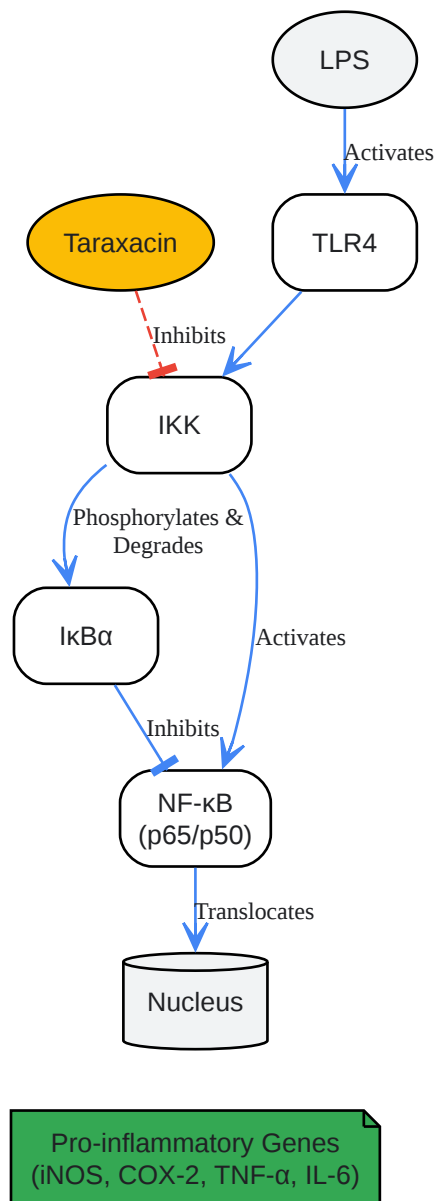 LPS
Activates
Taraxacin
TLR4
Inhibits
IKK
Phosphorylates &
Degrades
IκBα
Activates
Inhibits
NF-κB
(p65/p50)
Translocates
Nucleus
Pro-inflammatory Genes
(iNOS, COX-2, TNF-α, IL-6)